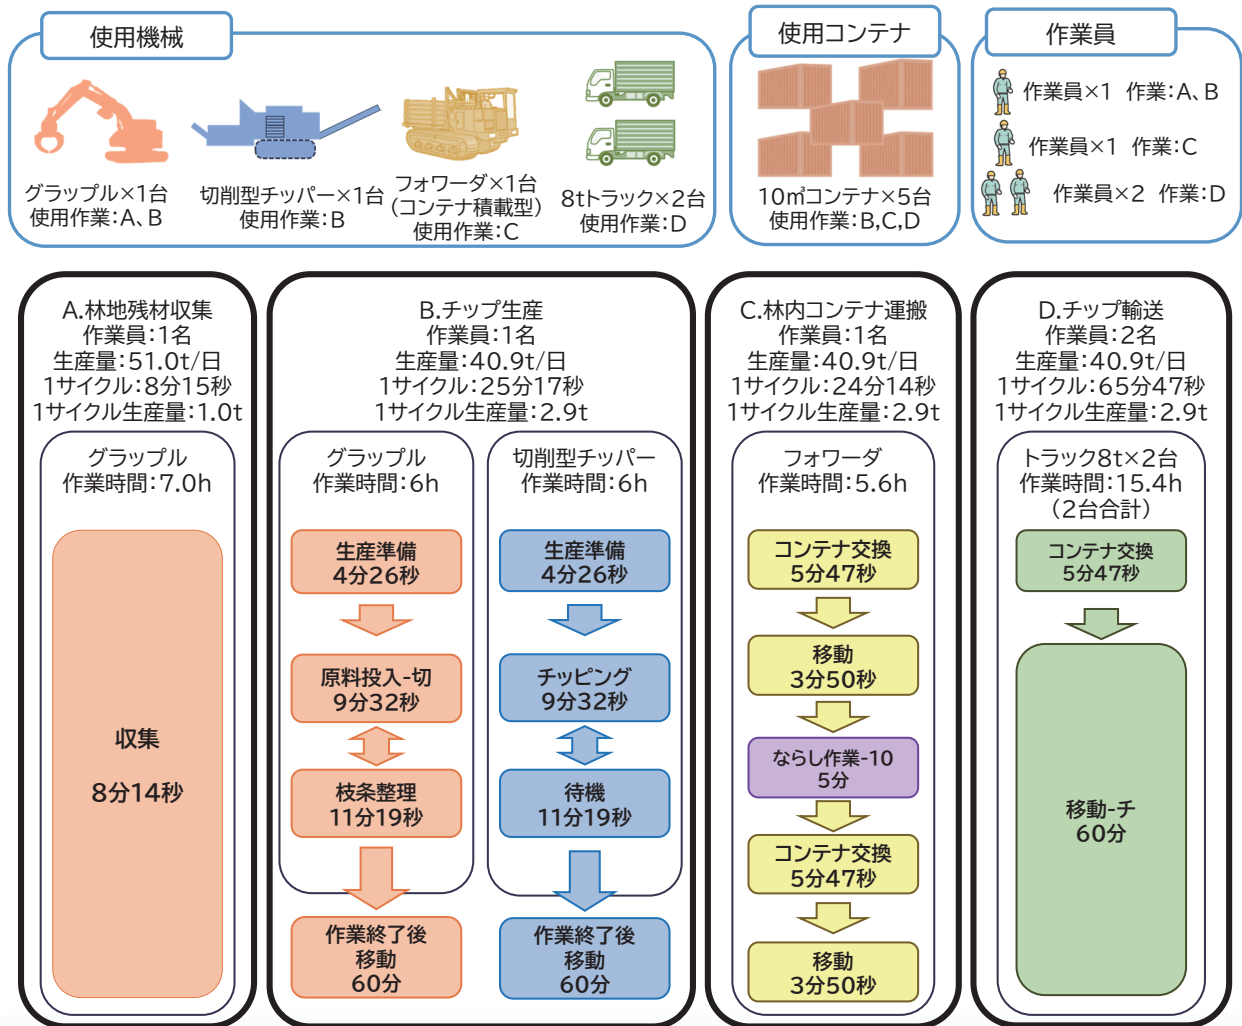 使用機械
グラップル×1台
使用作業:A、B
切削型チッパー×1台
使用作業:B
フォワーダ×1台
(コンテナ積載型)
使用作業:C
8tトラック×2台
使用作業:D
使用コンテナ
10㎥コンテナ×5台
使用作業:B,C,D
作業員
作業員×1 作業:A、B
作業員×1 作業:C
作業員×2 作業:D
A.林地残材収集
作業員:1名
生産量:51.0t/日
1サイクル:8分15秒
1サイクル生産量:1.0t
グラップル
作業時間:7.0h
収集
8分14秒
B.チップ生産
作業員:1名
生産量:40.9t/日
1サイクル:25分17秒
1サイクル生産量:2.9t
グラップル
作業時間:6h
生産準備
4分26秒
原料投入-切
9分32秒
枝条整理
11分19秒
作業終了後
移動
60分
切削型チッパー
作業時間:6h
生産準備
4分26秒
チッピング
9分32秒
待機
11分19秒
作業終了後
移動
60分
C.林内コンテナ運搬
作業員:1名
生産量:40.9t/日
1サイクル:24分14秒
1サイクル生産量:2.9t
フォワーダ
作業時間:5.6h
コンテナ交換
5分47秒
移動
3分50秒
ならし作業-10
5分
コンテナ交換
5分47秒
移動
3分50秒
D.チップ輸送
作業員:2名
生産量:40.9t/日
1サイクル:65分47秒
1サイクル生産量:2.9t
トラック8t×2台
作業時間:15.4h
(2台合計)
コンテナ交換
5分47秒
移動-チ
60分